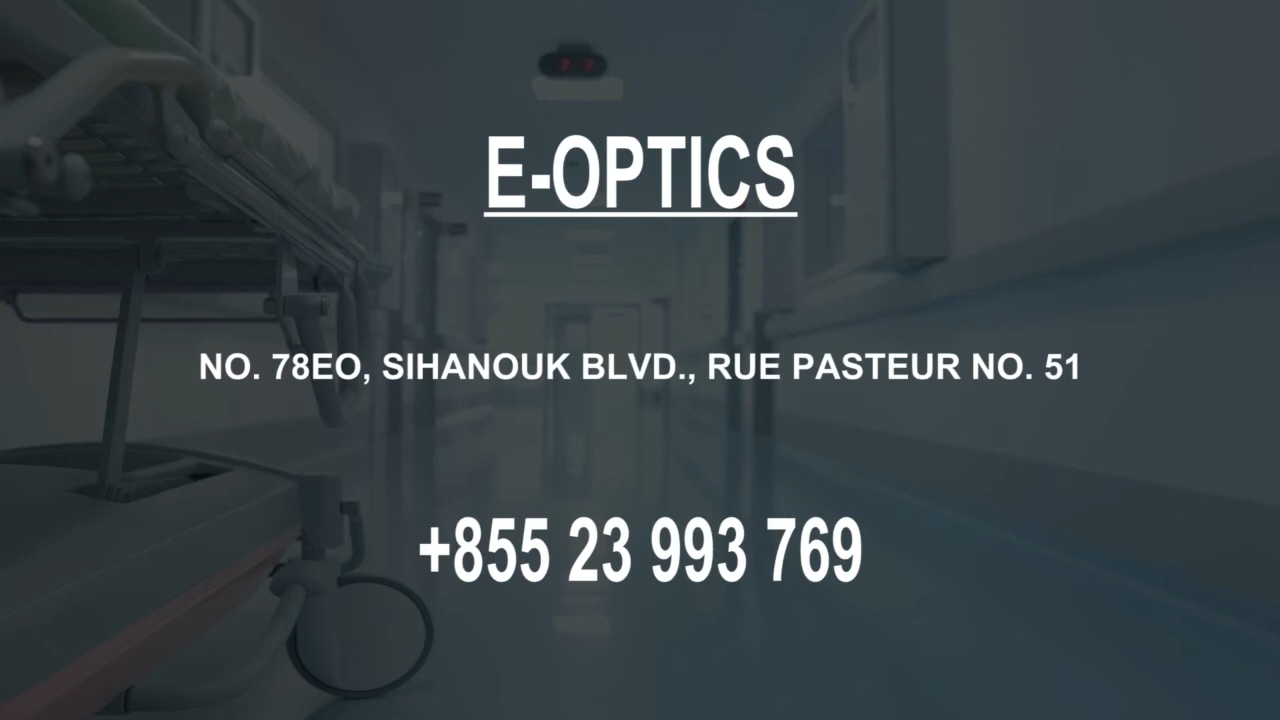 E-OPTICS
NO. 78EO, SIHANOUK BLVD., RUE PASTEUR NO. 51
+855 23 993 769